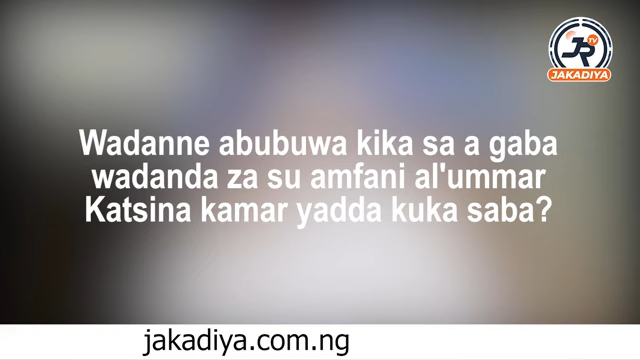 JR
TV
JAKADIYA
Wadanne abubuwa kika sa a gaba
wadanda za su amfani al'ummar
Katsina kamar yadda kuka saba?
jakadiya.com.ng